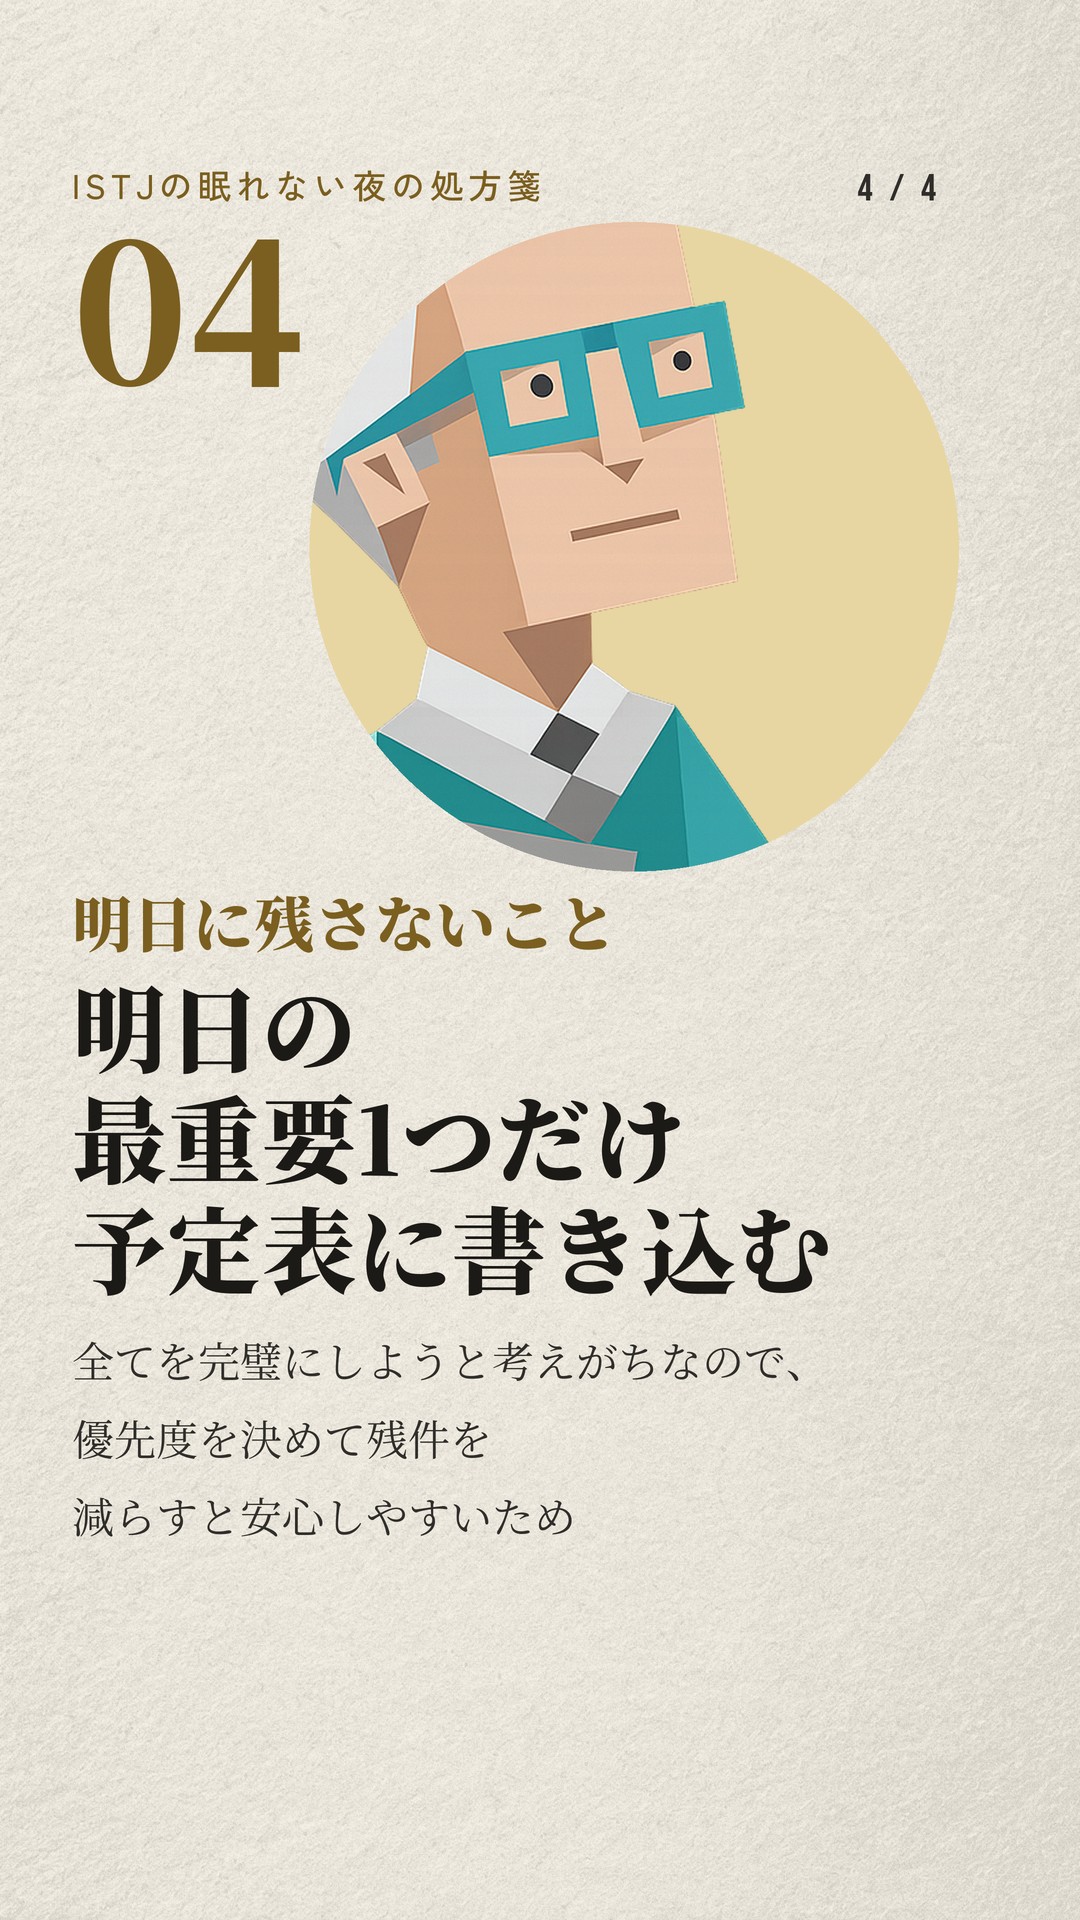 ISTJの眠れない夜の処方箋
4 / 4
04
明日に残さないこと
明日の
最重要1つだけ
予定表に書き込む
全てを完璧にしようと考えがちなので、
優先度を決めて残件を
減らすと安心しやすいため